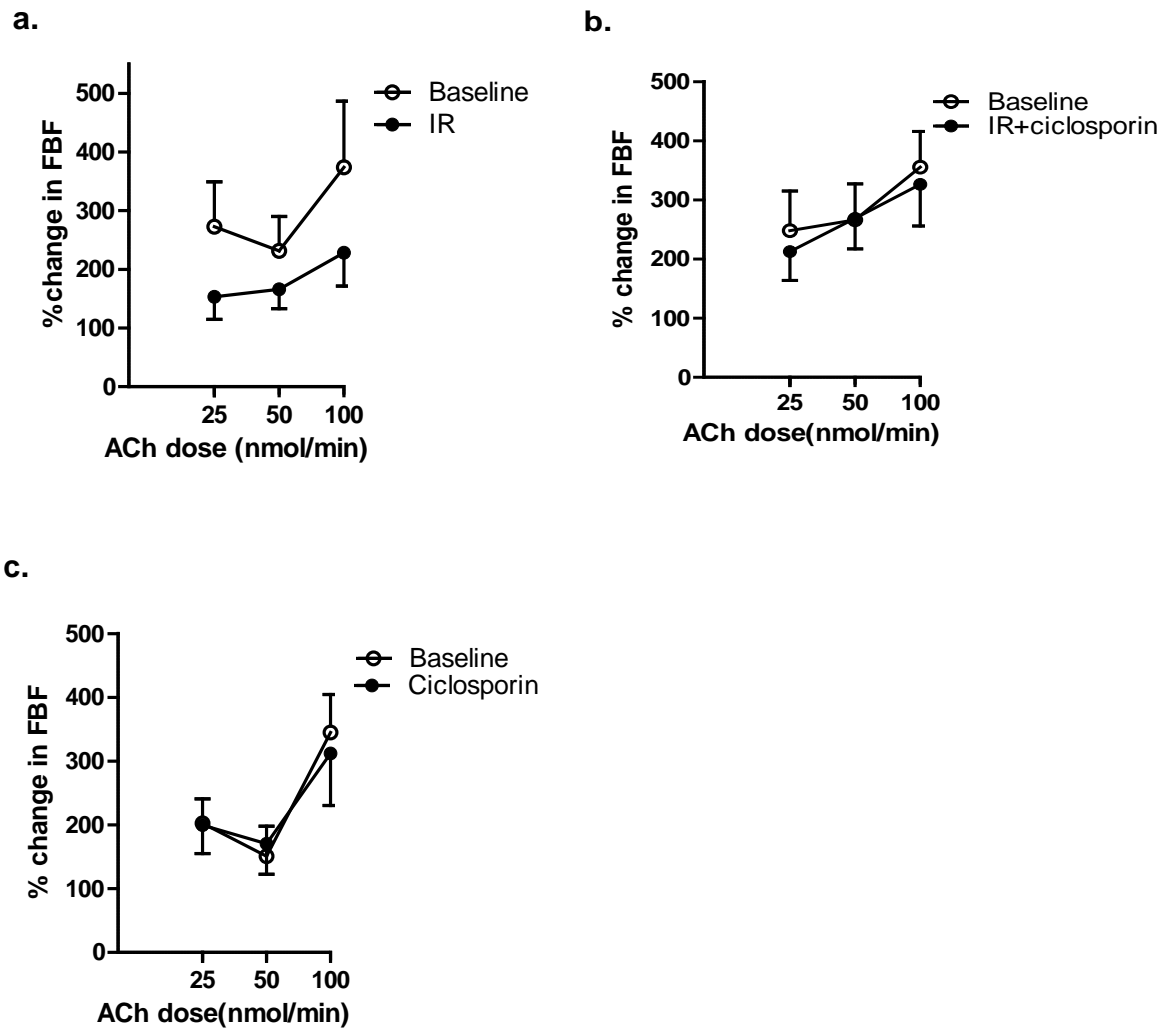 a.
%change in FBF
500
400
300
200
100
0
25 50 100
ACh dose (nmol/min)
Baseline
IR
b.
% change in FBF
500
400
300
200
100
0
25 50 100
ACh dose(nmol/min)
Baseline
IR+ciclosporin
c.
% change in FBF
500
400
300
200
100
0
25 50 100
ACh dose(nmol/min)
Baseline
Ciclosporin